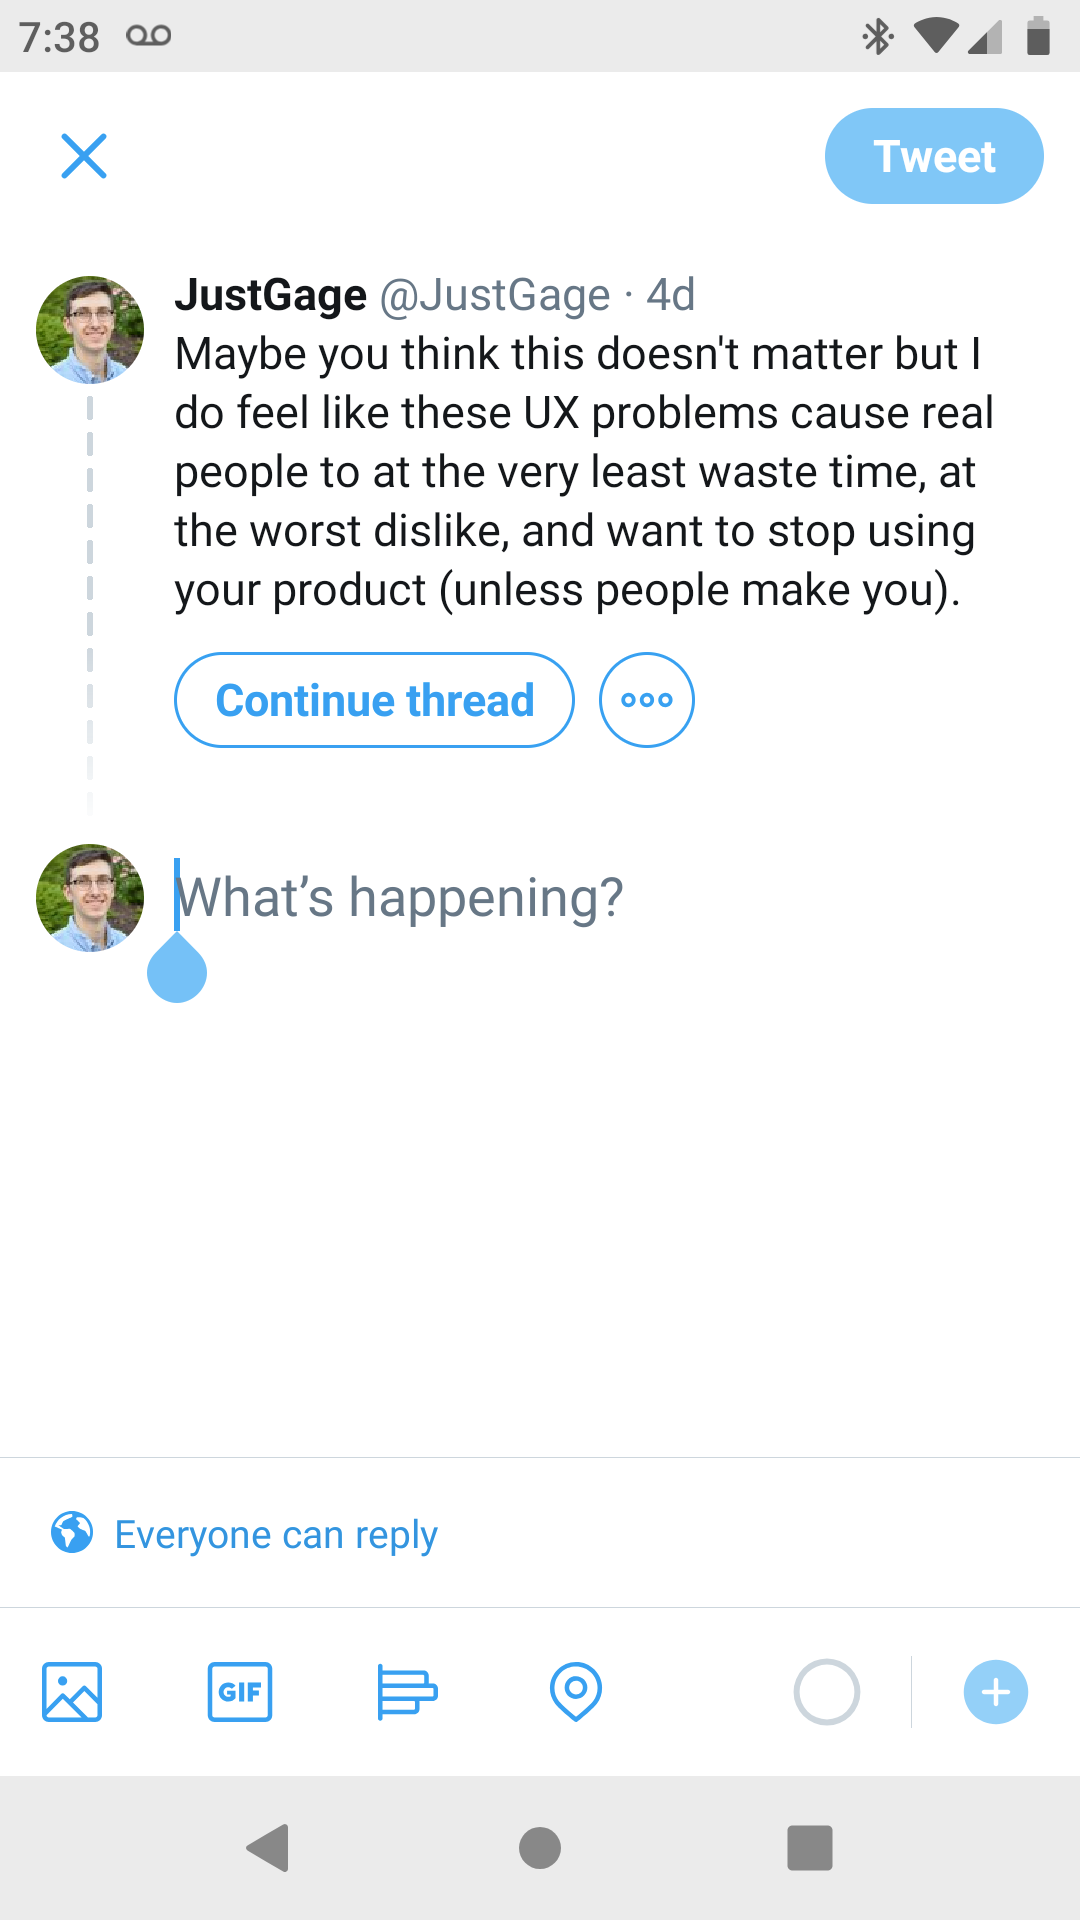 7:38
Tweet
JustGage @JustGage · 4d
Maybe you think this doesn't matter but I
do feel like these UX problems cause real
people to at the very least waste time, at
the worst dislike, and want to stop using
your product (unless people make you).
Continue thread
What’s happening?
Everyone can reply
GIF